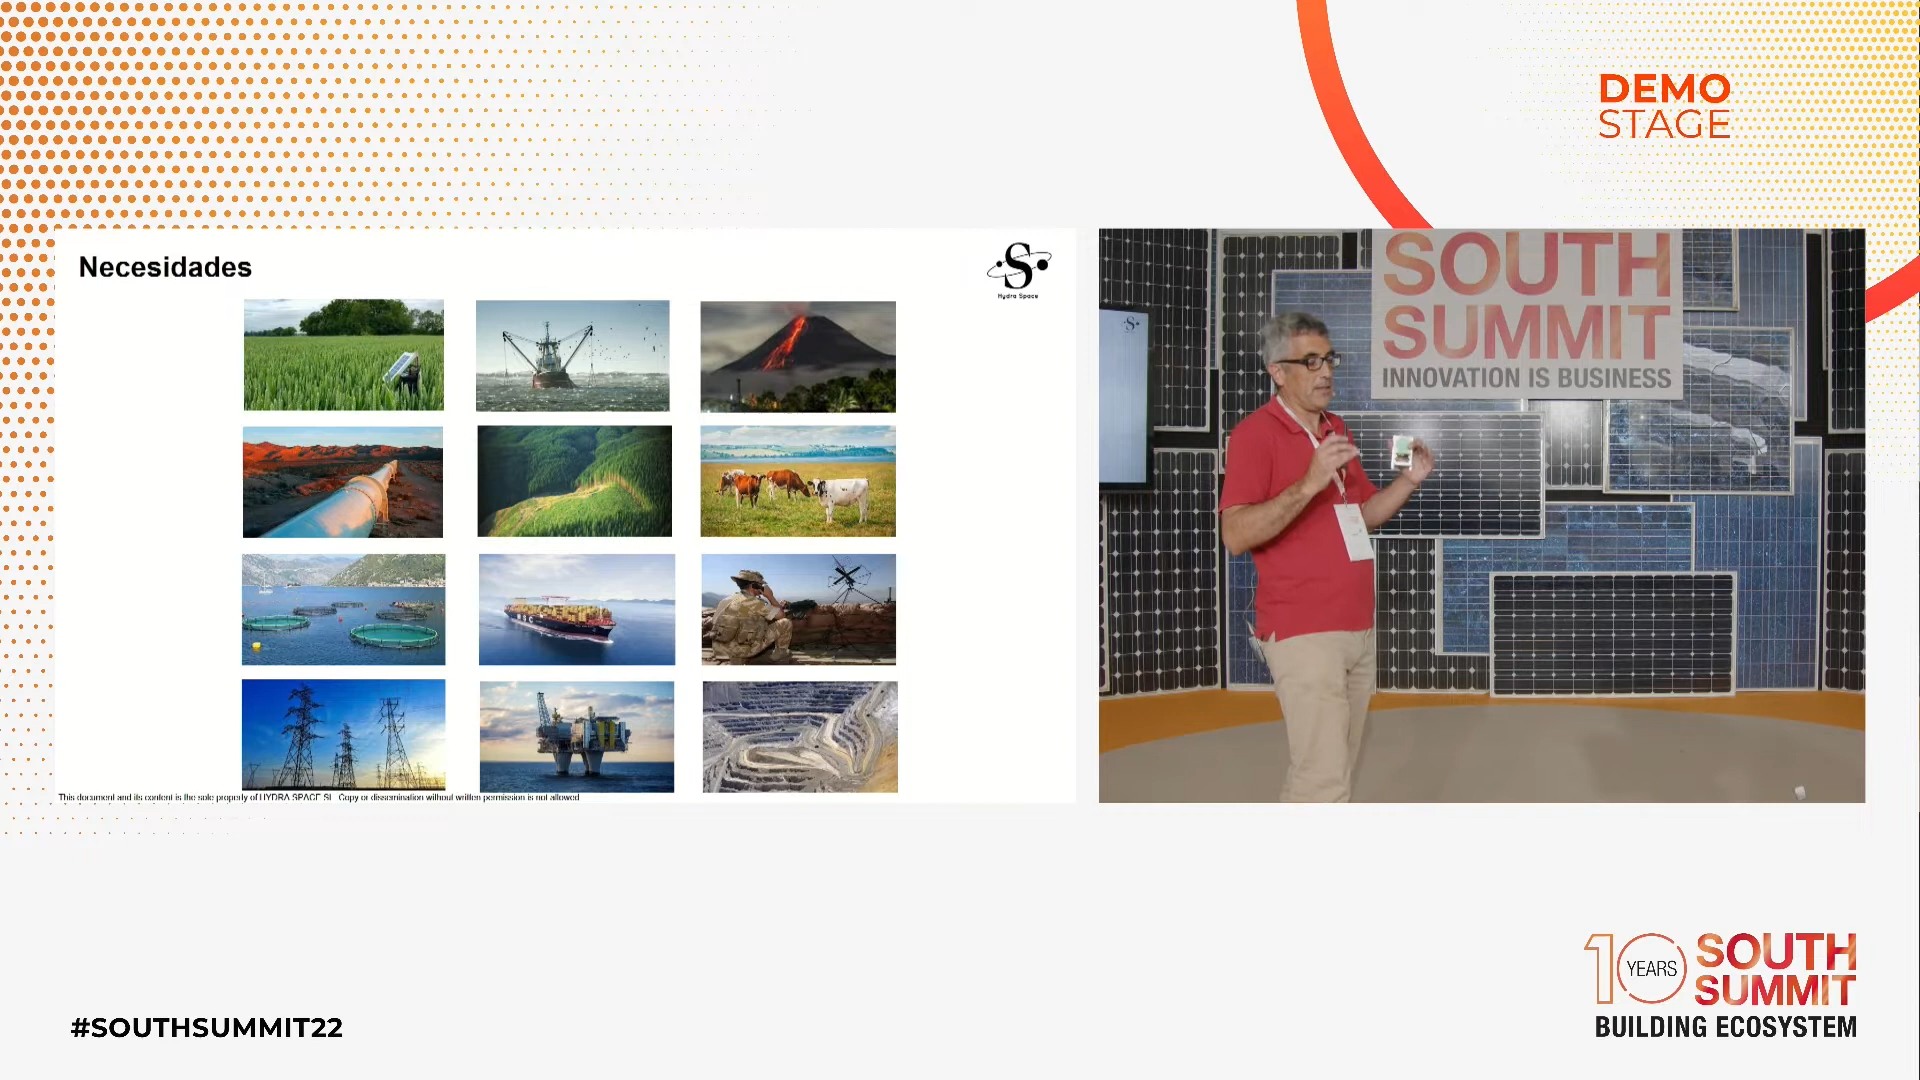 DEMO
STAGE
Necesidades
S
Hydra Space
SOUTH
SUMMIT
INNOVATION IS BUSINESS
MSC
This document and its content is the sole property of HYDRA SPACE SL. Copy or dissemination without written permission is not allowed
10 YEARS SOUTH
SUMMIT
BUILDING ECOSYSTEM
#SOUTHSUMMIT22